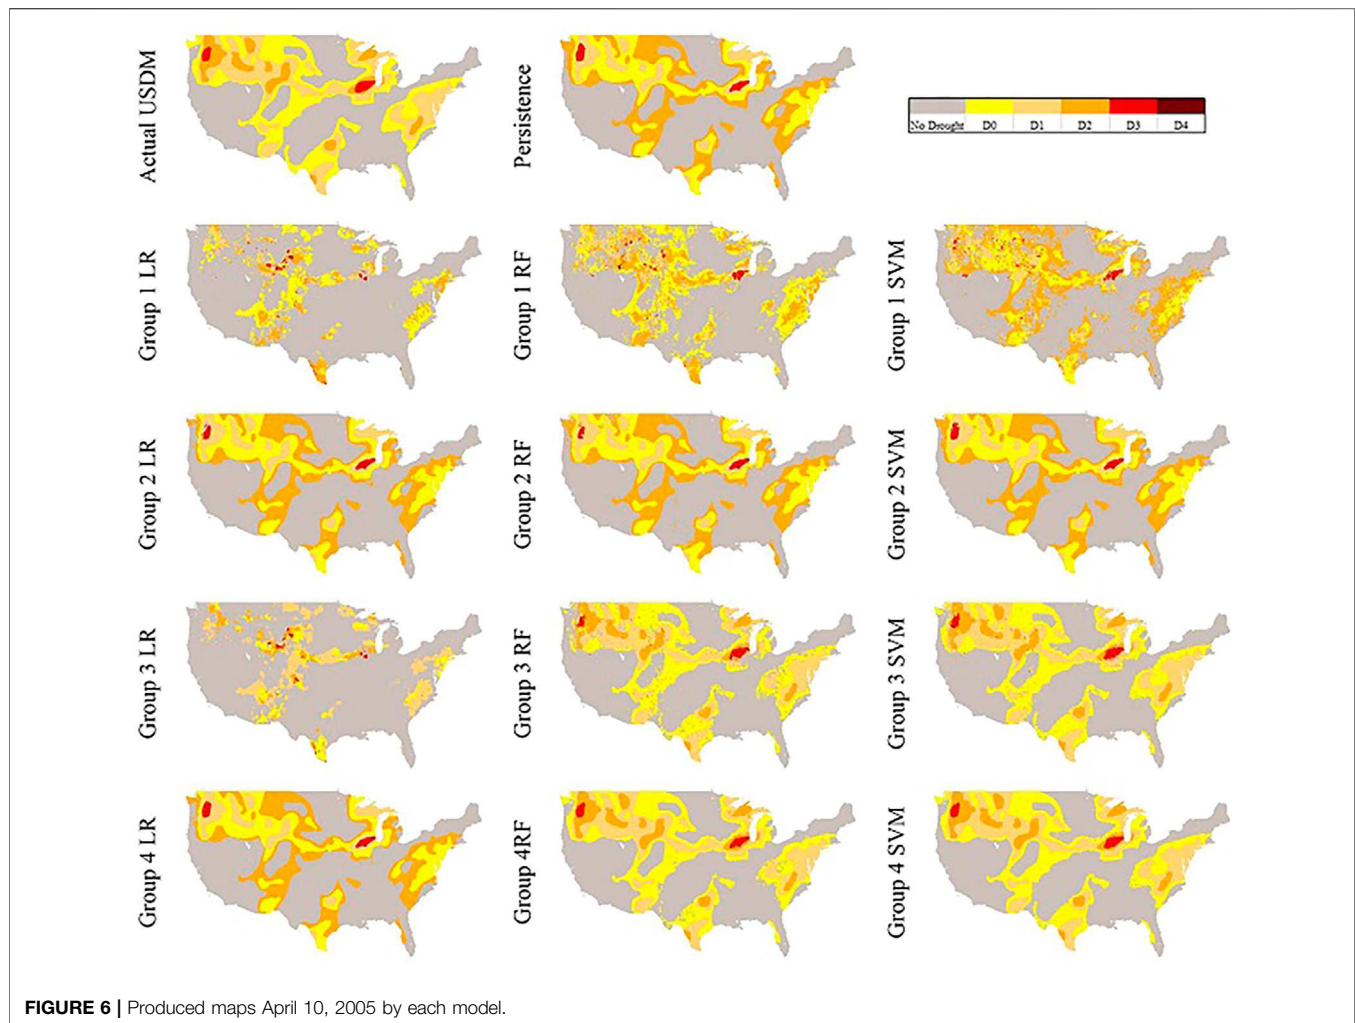 Actual USDM
Persistence
No Drought D0 D1 D2 D3 D4
Group 1 LR
Group 1 RF
Group 1 SVM
Group 2 LR
Group 2 RF
Group 2 SVM
Group 3 LR
Group 3 RF
Group 3 SVM
Group 4 LR
Group 4RF
Group 4 SVM
FIGURE 6 | Produced maps April 10, 2005 by each model.